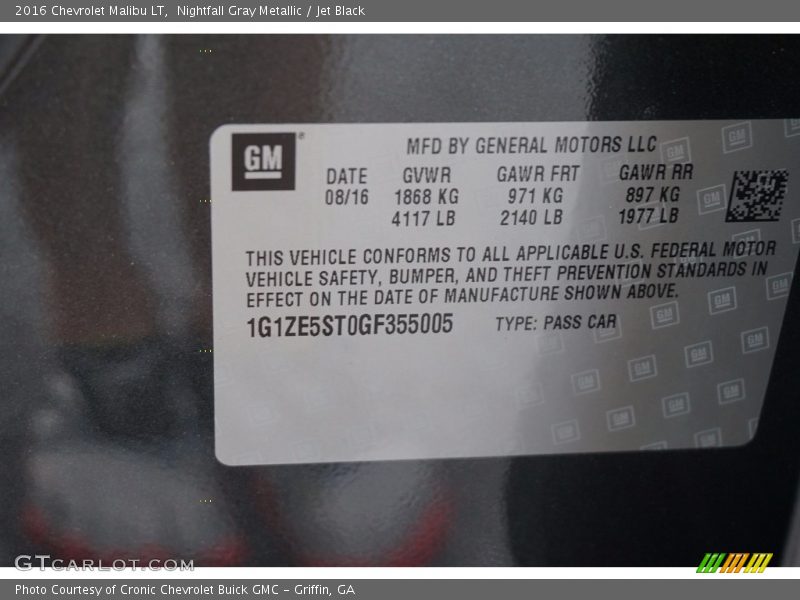 2016 Chevrolet Malibu LT, Nightfall Gray Metallic / Jet Black
GM®
MFD BY GENERAL MOTORS LLC
DATE GVWR GAWR FRT GAWR RR
08/16 1868 KG 971 KG 897 KG
4117 LB 2140 LB 1977 LB
THIS VEHICLE CONFORMS TO ALL APPLICABLE U.S. FEDERAL MOTOR
VEHICLE SAFETY, BUMPER, AND THEFT PREVENTION STANDARDS IN
EFFECT ON THE DATE OF MANUFACTURE SHOWN ABOVE.
1G1ZE5ST0GF355005 TYPE: PASS CAR
GTCARLOT.COM
Photo Courtesy of Cronic Chevrolet Buick GMC – Griffin, GA